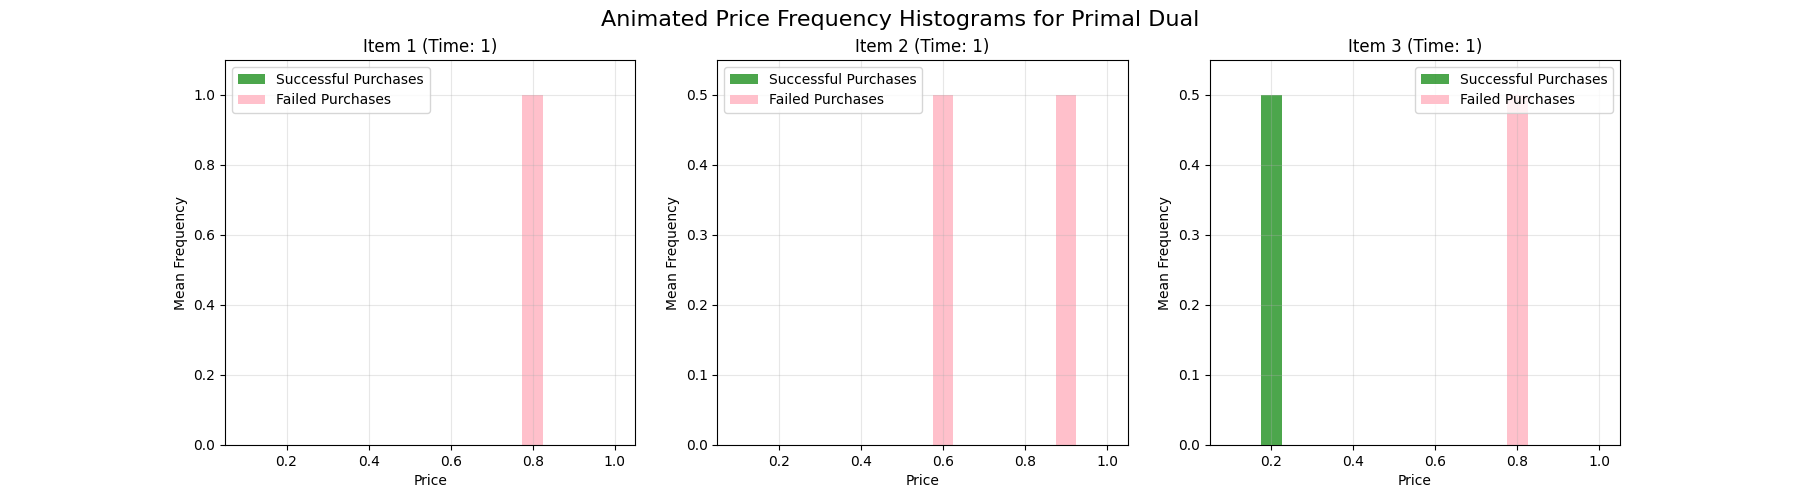 Animated Price Frequency Histograms for Primal Dual
Item 1 (Time: 1)
Successful Purchases
Failed Purchases
1.0
0.8
0.6
0.4
0.2
0.0
Mean Frequency
0.2 0.4 0.6 0.8 1.0
Price
Item 2 (Time: 1)
Successful Purchases
Failed Purchases
0.5
0.4
0.3
0.2
0.1
0.0
Mean Frequency
0.2 0.4 0.6 0.8 1.0
Price
Item 3 (Time: 1)
Successful Purchases
Failed Purchases
0.5
0.4
0.3
0.2
0.1
0.0
Mean Frequency
0.2 0.4 0.6 0.8 1.0
Price